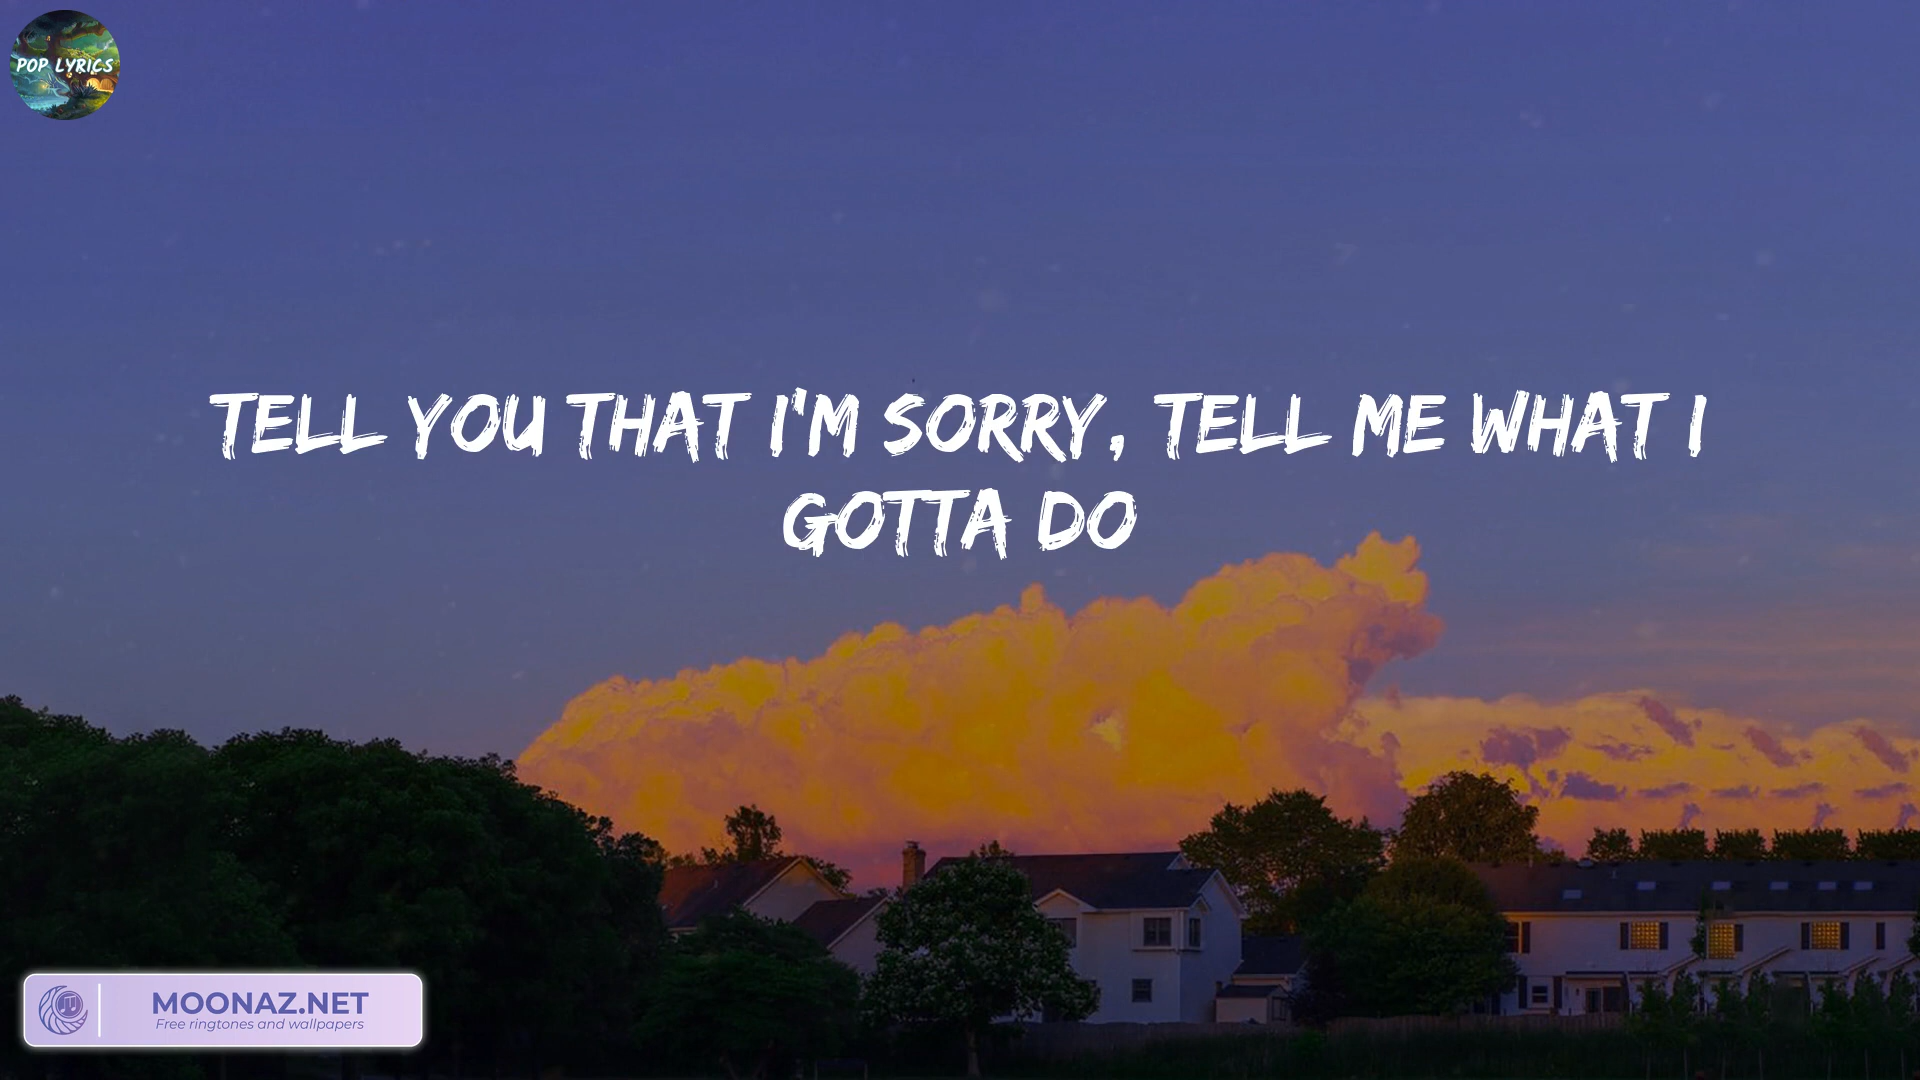 POP LYRICS
TELL YOU THAT I'M SORRY, TELL ME WHAT I
GOTTA DO
MOONAZ.NET
Free ringtones and wallpapers